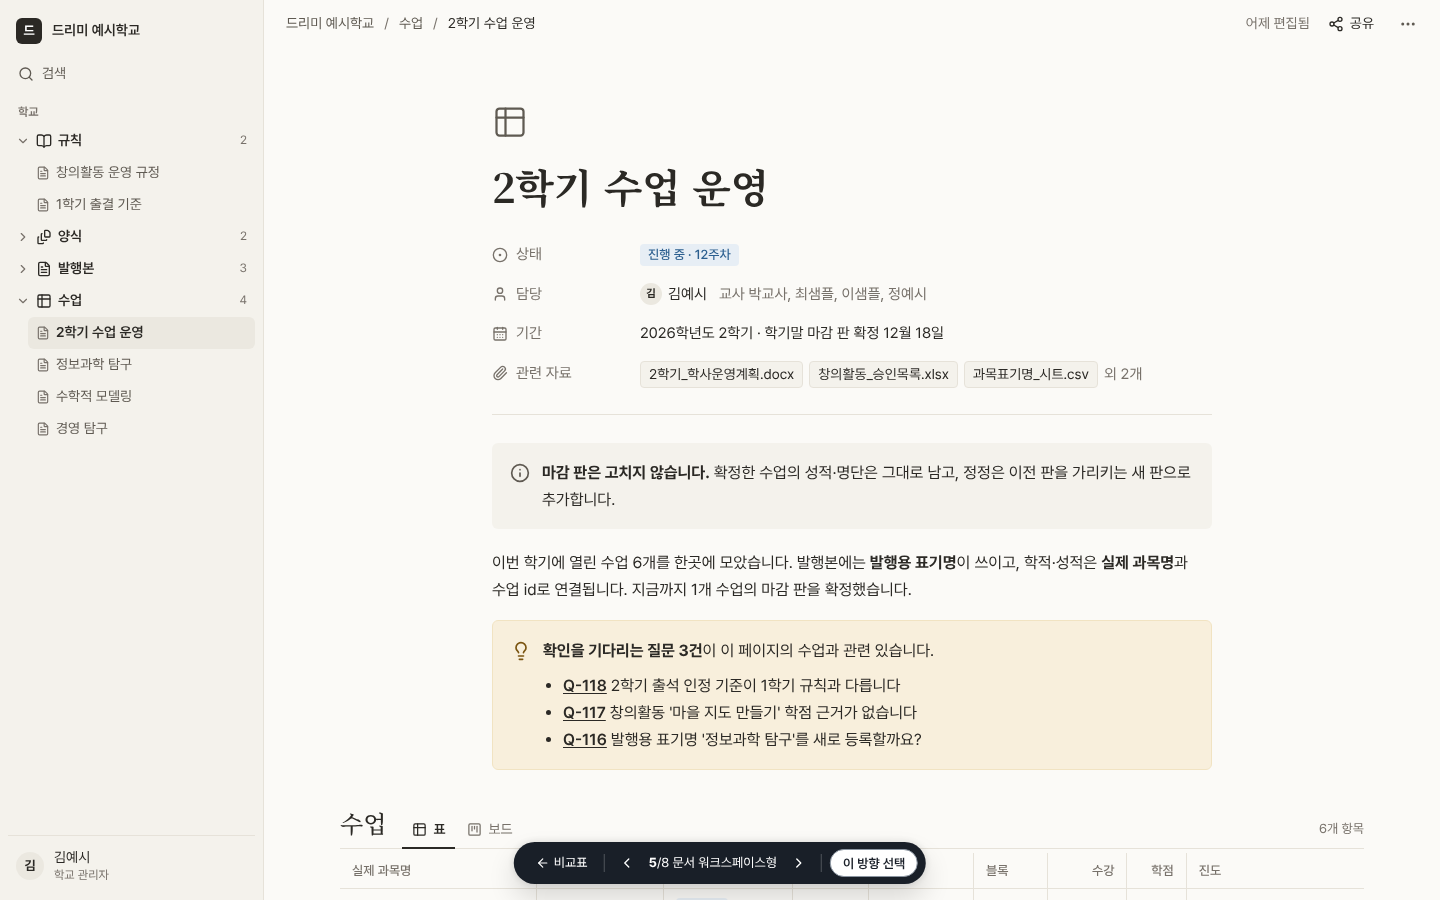 드 드리미 예시학교
검색
학교
규칙 2
창의활동 운영 규정
1학기 출결 기준
양식 2
발행본 3
수업 4
2학기 수업 운영
정보과학 탐구
수학적 모델링
경영 탐구
김 김예시
학교 관리자
드리미 예시학교 / 수업 / 2학기 수업 운영
어제 편집됨 공유
2학기 수업 운영
상태 진행 중 · 12주차
담당 김 김예시 교사 박교사, 최샘플, 이샘플, 정예시
기간 2026학년도 2학기 · 학기말 마감 판 확정 12월 18일
관련 자료 2학기_학사운영계획.docx 창의활동_승인목록.xlsx 과목표기명_시트.csv 외 2개
마감 판은 고치지 않습니다. 확정한 수업의 성적·명단은 그대로 남고, 정정은 이전 판을 가리키는 새 판으로
추가합니다.
이번 학기에 열린 수업 6개를 한곳에 모았습니다. 발행본에는 발행용 표기명이 쓰이고, 학적·성적은 실제 과목명과
수업 id로 연결됩니다. 지금까지 1개 수업의 마감 판을 확정했습니다.
확인을 기다리는 질문 3건이 이 페이지의 수업과 관련 있습니다.
• Q-118 2학기 출석 인정 기준이 1학기 규칙과 다릅니다
• Q-117 창의활동 '마을 지도 만들기' 학점 근거가 없습니다
• Q-116 발행용 표기명 '정보과학 탐구'를 새로 등록할까요?
수업 표 보드 6개 항목
실제 과목명 블록 수강 학점 진도
← 비교표 5/8 문서 워크스페이스형 이 방향 선택